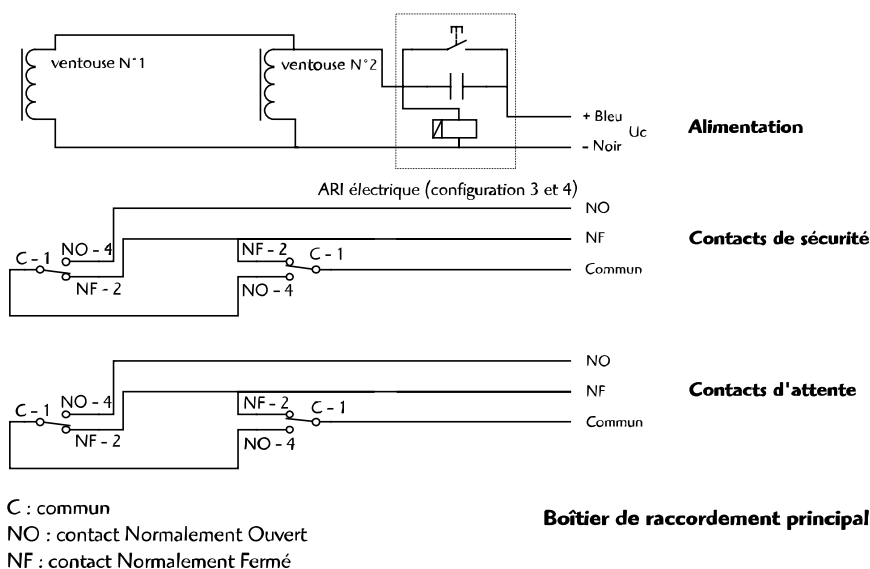 ventouse N°1
ventouse N°2
+ Bleu
Uc
- Noir
Alimentation
ARI électrique (configuration 3 et 4)
NO
NF
Commun
Contacts de sécurité
C - 1
NO - 4
NF - 2
NF - 2
C - 1
NO - 4
NO
NF
Commun
Contacts d'attente
C - 1
NO - 4
NF - 2
NF - 2
C - 1
NO - 4
C : commun
NO : contact Normalement Ouvert
NF : contact Normalement Fermé
Boîtier de raccordement principal